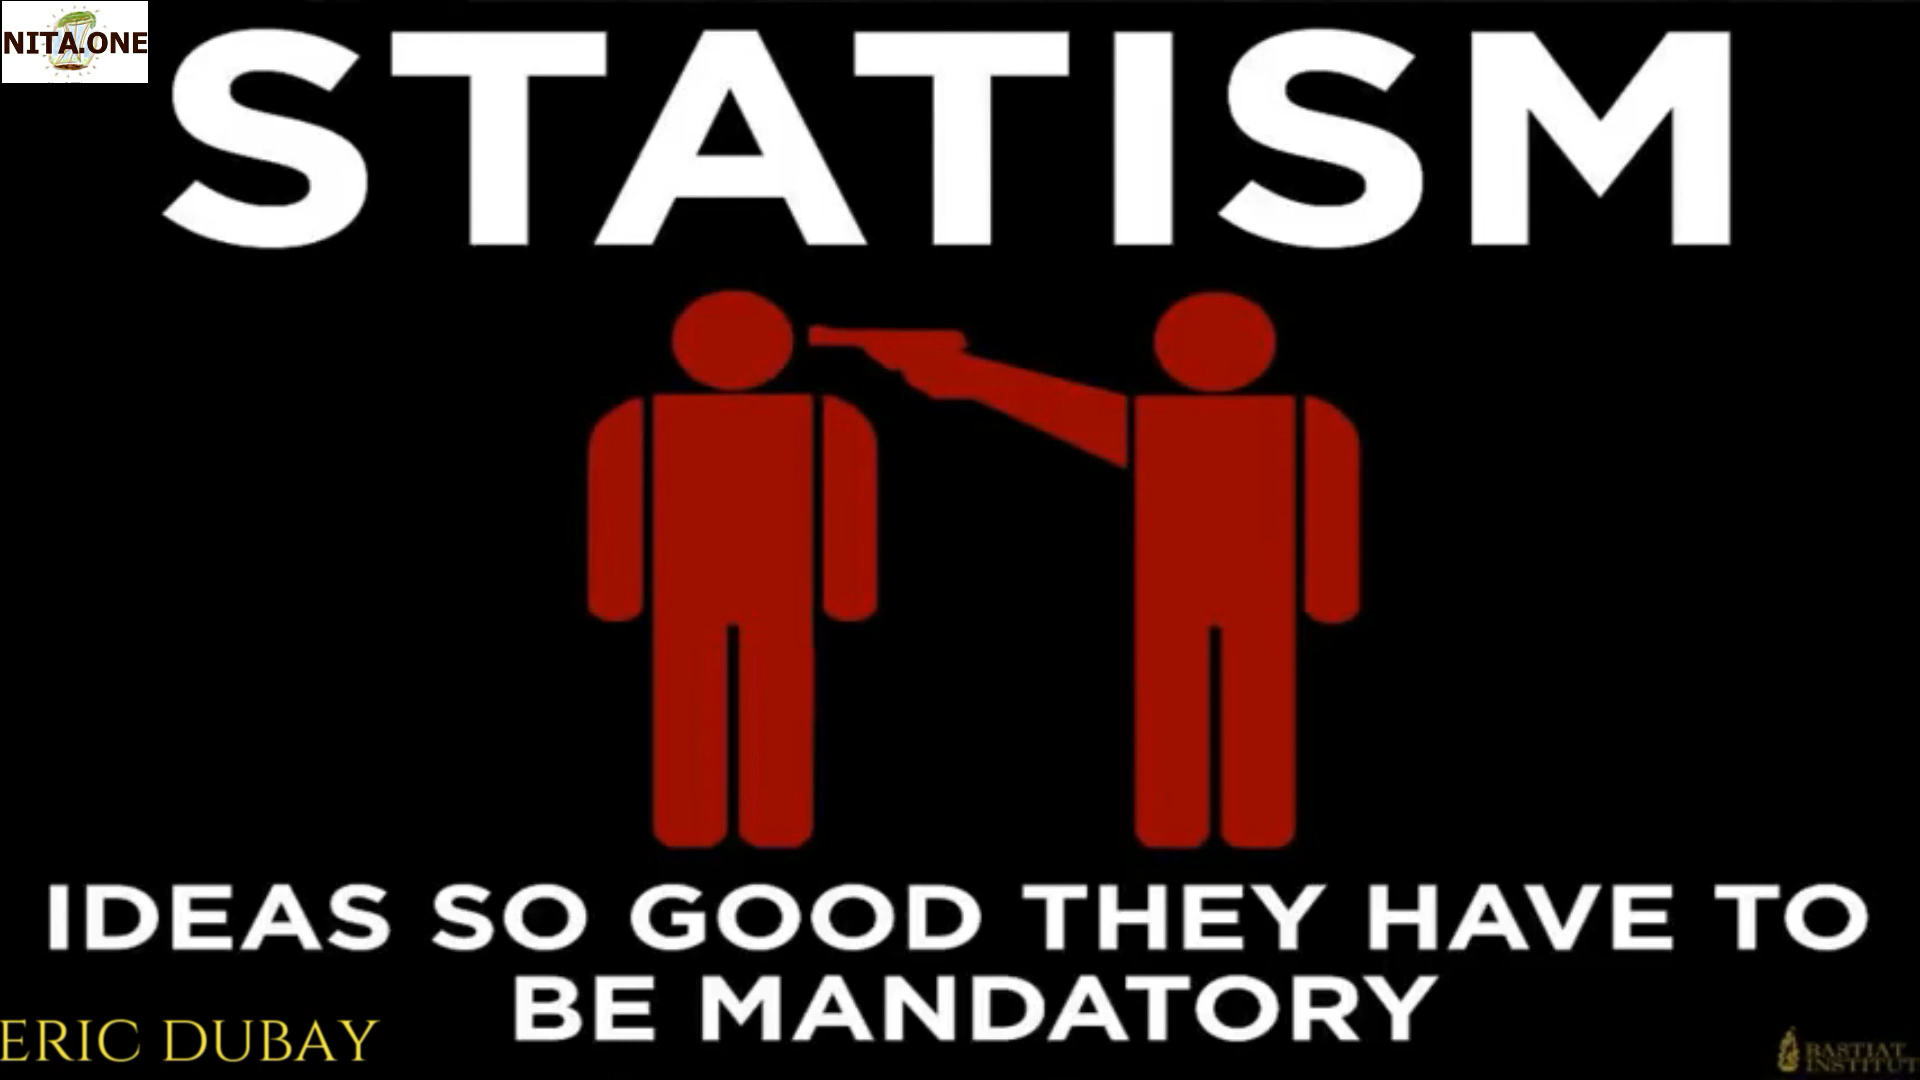 NITA.ONE
STATISM
IDEAS SO GOOD THEY HAVE TO
BE MANDATORY
ERIC DUBAY
BASTIAT
INSTITUT